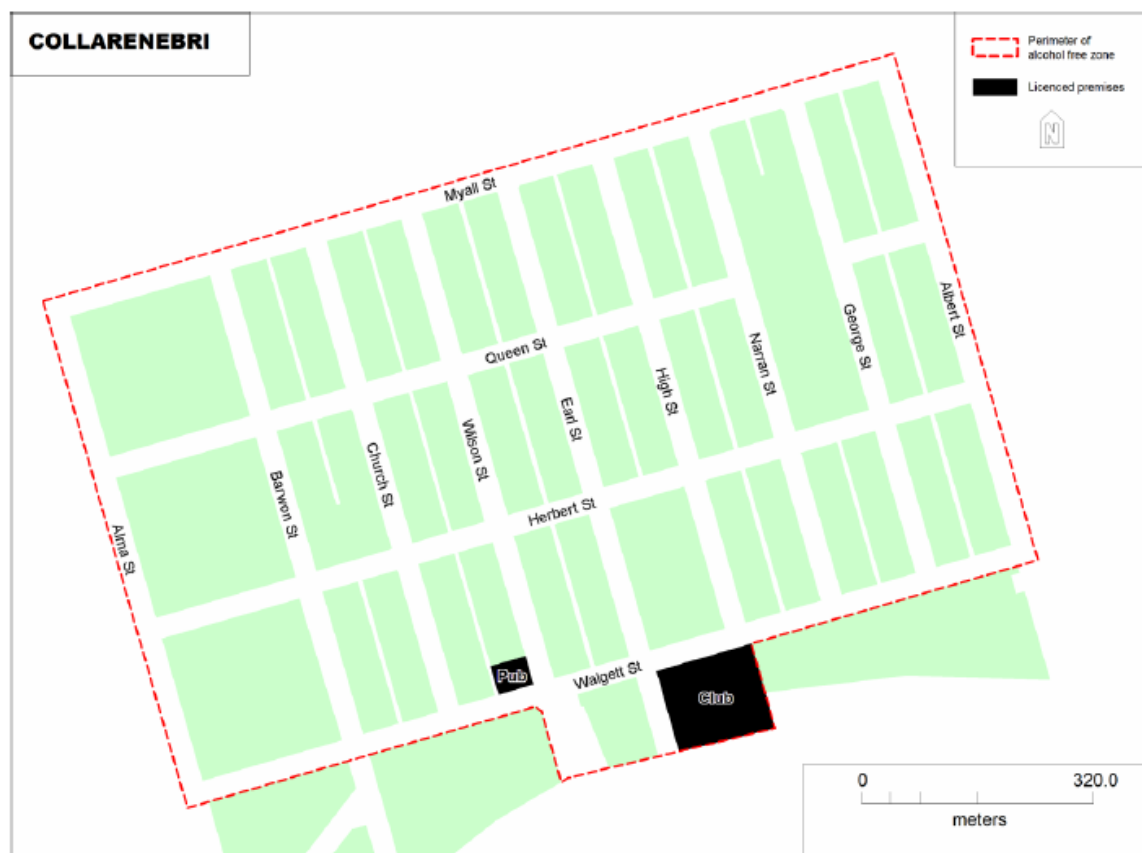 COLLARENEBRI
Perimeter of
alcohol free zone
Licenced premises
N
Myall St
Queen St
Albert St
George St
Narran St
High St
Earl St
Wilson St
Church St
Barwon St
Alma St
Herbert St
Walgett St
Pub
Club
0 320.0
meters